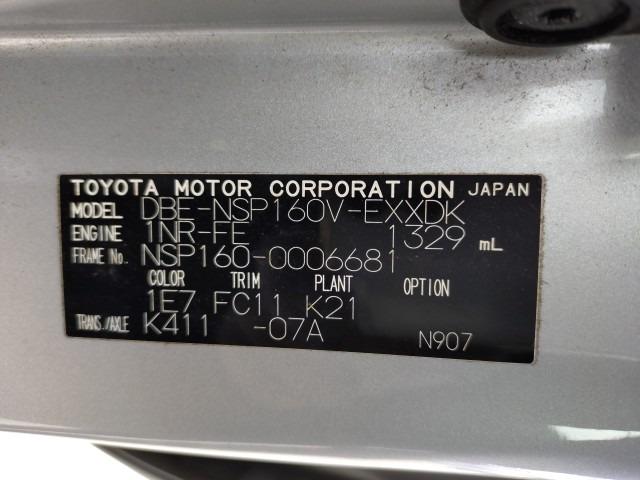 TOYOTA MOTOR CORPORATION JAPAN
MODEL DBE-NSP160V-EXXDK
ENGINE 1NR-FE 1329 mL
FRAME No. NSP160-0006681
COLOR TRIM PLANT OPTION
1E7 FC11 K21
TRANS./AXLE K411 -07A N907